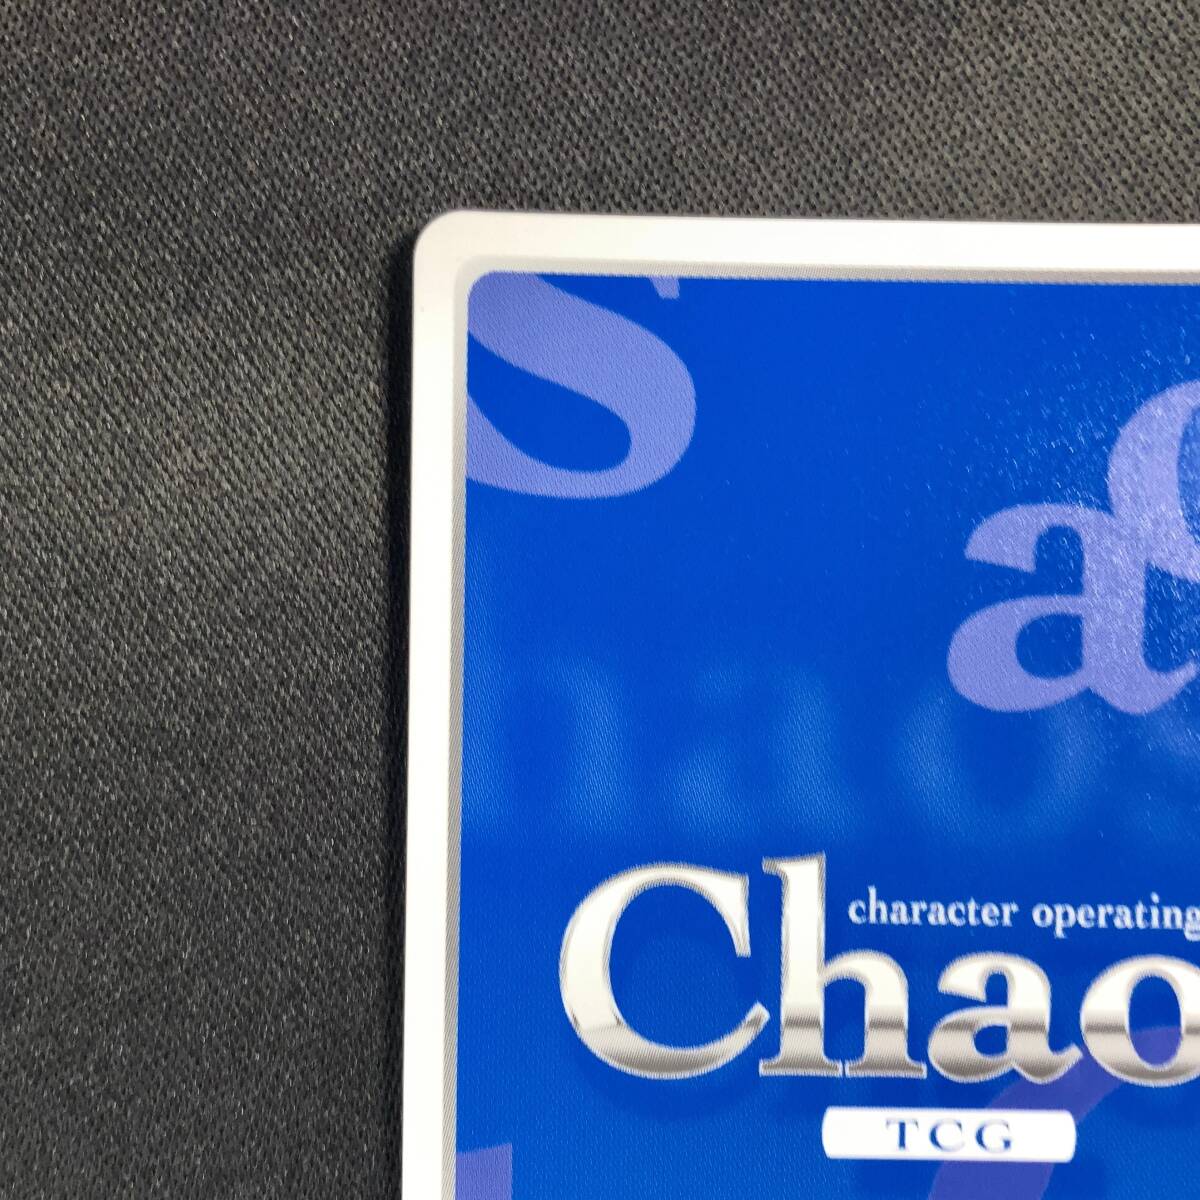 s
a
character operating
Chao
TCG